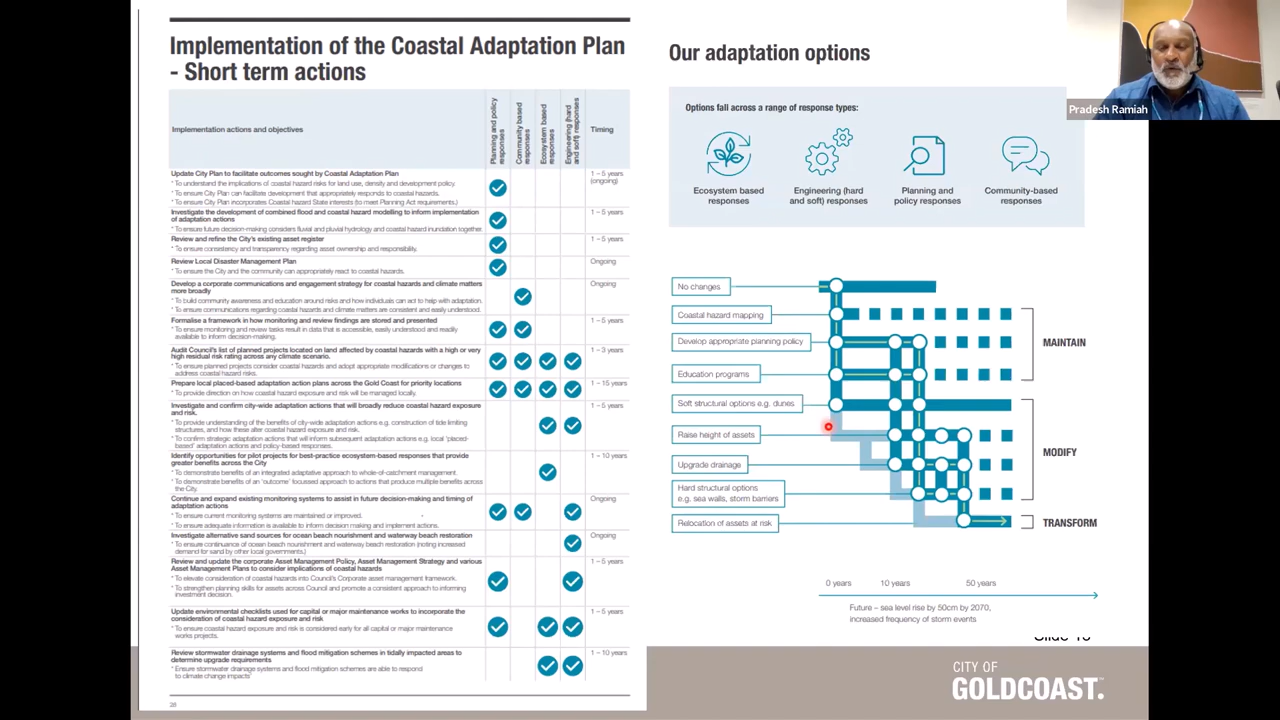 Implementation of the Coastal Adaptation Plan
- Short term actions
Implementation actions and objectives
Planning and policy
responses
Community based
responses
Ecosystem based
responses
Engineering (hard
and soft) responses
Timing
Update City Plan to facilitate outcomes sought by Coastal Adaptation Plan
* To understand the implications of coastal hazard risks for land use, density and development policy.
* To ensure City Plan can facilitate development that appropriately responds to coastal hazards.
* To ensure City Plan incorporates Coastal hazard State interests (to meet Planning Act requirements.)
1 – 5 years
(ongoing)
Investigate the development of combined flood and coastal hazard modelling to inform implementation
of adaptation actions
* To ensure future decision-making considers fluvial and pluvial hydrology and coastal hazard inundation together.
1 – 5 years
Review and refine the City's existing asset register
* To ensure consistency and transparency regarding asset ownership and responsibility.
1 – 5 years
Review Local Disaster Management Plan
* To ensure the City and the community can appropriately react to coastal hazards.
Ongoing
Develop a corporate communications and engagement strategy for coastal hazards and climate matters
more broadly
* To build community awareness and education around risks and how individuals can act to help with adaptation.
* To ensure communications regarding coastal hazards and climate matters are consistent and easily understood.
Ongoing
Formalise a framework in how monitoring and review findings are stored and presented
* To ensure monitoring and review tasks result in data that is accessible, easily understood and readily
available to inform decision-making.
1 – 5 years
Audit Council's list of planned projects located on land affected by coastal hazards with a high or very
high residual risk rating across any climate scenario.
* To ensure planned projects consider coastal hazards and adopt appropriate modifications or changes to
address coastal hazard risks.
1 – 3 years
Prepare local placed-based adaptation action plans across the Gold Coast for priority locations
* To provide direction on how coastal hazard exposure and risk will be managed locally.
1 – 15 years
Investigate and confirm city-wide adaptation actions that will broadly reduce coastal hazard exposure
and risk.
* To provide understanding of the benefits of city-wide adaptation actions e.g. construction of tide limiting
structures, and how these alter coastal hazard exposure and risk.
* To confirm strategic adaptation actions that will inform subsequent adaptation actions e.g. local 'placed-
based' adaptation actions and policy-based responses.
1 – 5 years
Identify opportunities for pilot projects for best-practice ecosystem-based responses that provide
greater benefits across the City
* To demonstrate benefits of an integrated adaptative approach to whole-of-catchment management.
* To demonstrate benefits of an 'outcome' focussed approach to actions that produce multiple benefits across
the City.
1 – 10 years
Continue and expand existing monitoring systems to assist in future decision-making and timing of
adaptation actions
* To ensure current monitoring systems are maintained or improved.
* To ensure adequate information is available to inform decision making and implement actions.
Ongoing
Investigate alternative sand sources for ocean beach nourishment and waterway beach restoration
* To ensure continuance of ocean beach nourishment and waterway beach restoration (noting increased
demand for sand by other local governments.)
Ongoing
Review and update the corporate Asset Management Policy, Asset Management Strategy and various
Asset Management Plans to consider implications of coastal hazards
* To elevate consideration of coastal hazards into Council's Corporate asset management framework.
* To strengthen planning skills for assets across Council and promote a consistent approach to informing
investment decision.
1 – 5 years
Update environmental checklists used for capital or major maintenance works to incorporate the
consideration of coastal hazard exposure and risk
* To ensure coastal hazard exposure and risk is considered early for all capital or major maintenance
works projects.
1 – 5 years
Review stormwater drainage systems and flood mitigation schemes in tidally impacted areas to
determine upgrade requirements
* Ensure stormwater drainage systems and flood mitigation schemes are able to respond
to climate change impacts'
1 – 10 years
28
Our adaptation options
Options fall across a range of response types:
Ecosystem based
responses
Engineering (hard
and soft) responses
Planning and
policy responses
Community-based
responses
No changes
Coastal hazard mapping
Develop appropriate planning policy
Education programs
Soft structural options e.g. dunes
Raise height of assets
Upgrade drainage
Hard structural options
e.g. sea walls, storm barriers
Relocation of assets at risk
MAINTAIN
MODIFY
TRANSFORM
0 years
10 years
50 years
Future – sea level rise by 50cm by 2070,
increased frequency of storm events
CITY OF
GOLDCOAST.
Pradesh Ramiah